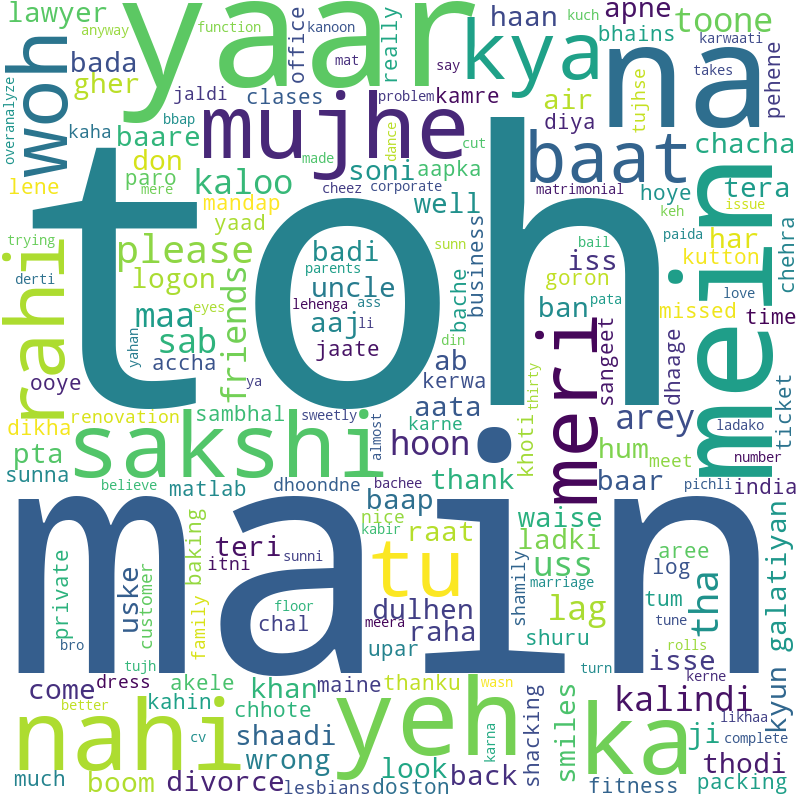 lawyer
function
yaar
anyway
kanoon
office
really
kuch
haan
apne
toone
karwaati
kya
bhains
na
bada
woh
gher
mat
say
takes
pehene
overanalyze
jaldi
clases
problem
kamre
air
tujhse
bbap
mujhe
diya
kaha
baare
made
dance
cut
baat
chacha
don
soni
aapka
keh
lene
paro
mere
kaloo
cheez
corporate
matrimonial
hoye
tera
mandap
well
paida
issue
toh
yaad
sunn
bail
har
chehra
trying
please
badi
business
iss
kutton
rahi
logon
parents
goron
mein
derti
friends
uncle
ass
bache
pata
love
maa
lehenga
ban
missed
aaj
li
din
time
sab
yahan
jaate
meri
sangeet
dhaage
accha
ab
ooye
ya
kerwa
thirty
eyes
ticket
dikha
renovation
sambhal
sweetly
karne
aata
arey
ladako
pta
sakshi
almost
hoon
khoti
hum
meet
number
sunna
thank
believe
matlab
dhoondne
bachee
baap
baar
pichli
india
nice
waise
main
kabir
raat
ladki
aree
private
baking
teri
itni
sunni
tu
uss
log
kyun
galatiyan
uske
customer
shamily
marriage
tum
tha
family
floor
dulhen
lag
tune
bro
chal
meera
raha
shuru
issue
tujh
upar
turn
isse
rolls
come
dress
akele
khan
maine
thanku
wasn
kerne
better
kahin
chhote
yeh
kalindi
likhaa
nahi
cv
shaadi
karna
shacking
smiles
ka
ji
complete
wrong
look
thodi
much
boom
divorce
lesbians
doston
back
fitness
packing